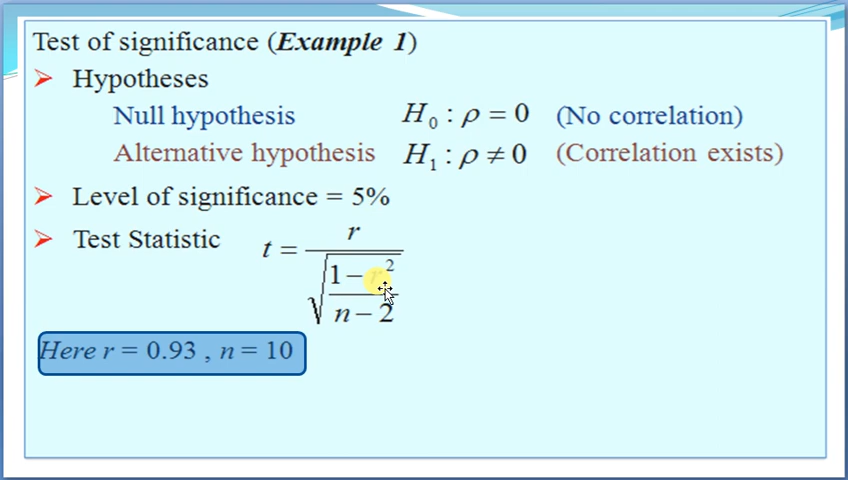 Test of significance (Example 1)
➤ Hypotheses
Null hypothesis H₀ : ρ = 0 (No correlation)
Alternative hypothesis H₁ : ρ ≠ 0 (Correlation exists)
➤ Level of significance = 5%
➤ Test Statistic t = r / √((1 − r²) / (n − 2))
Here r = 0.93 , n = 10